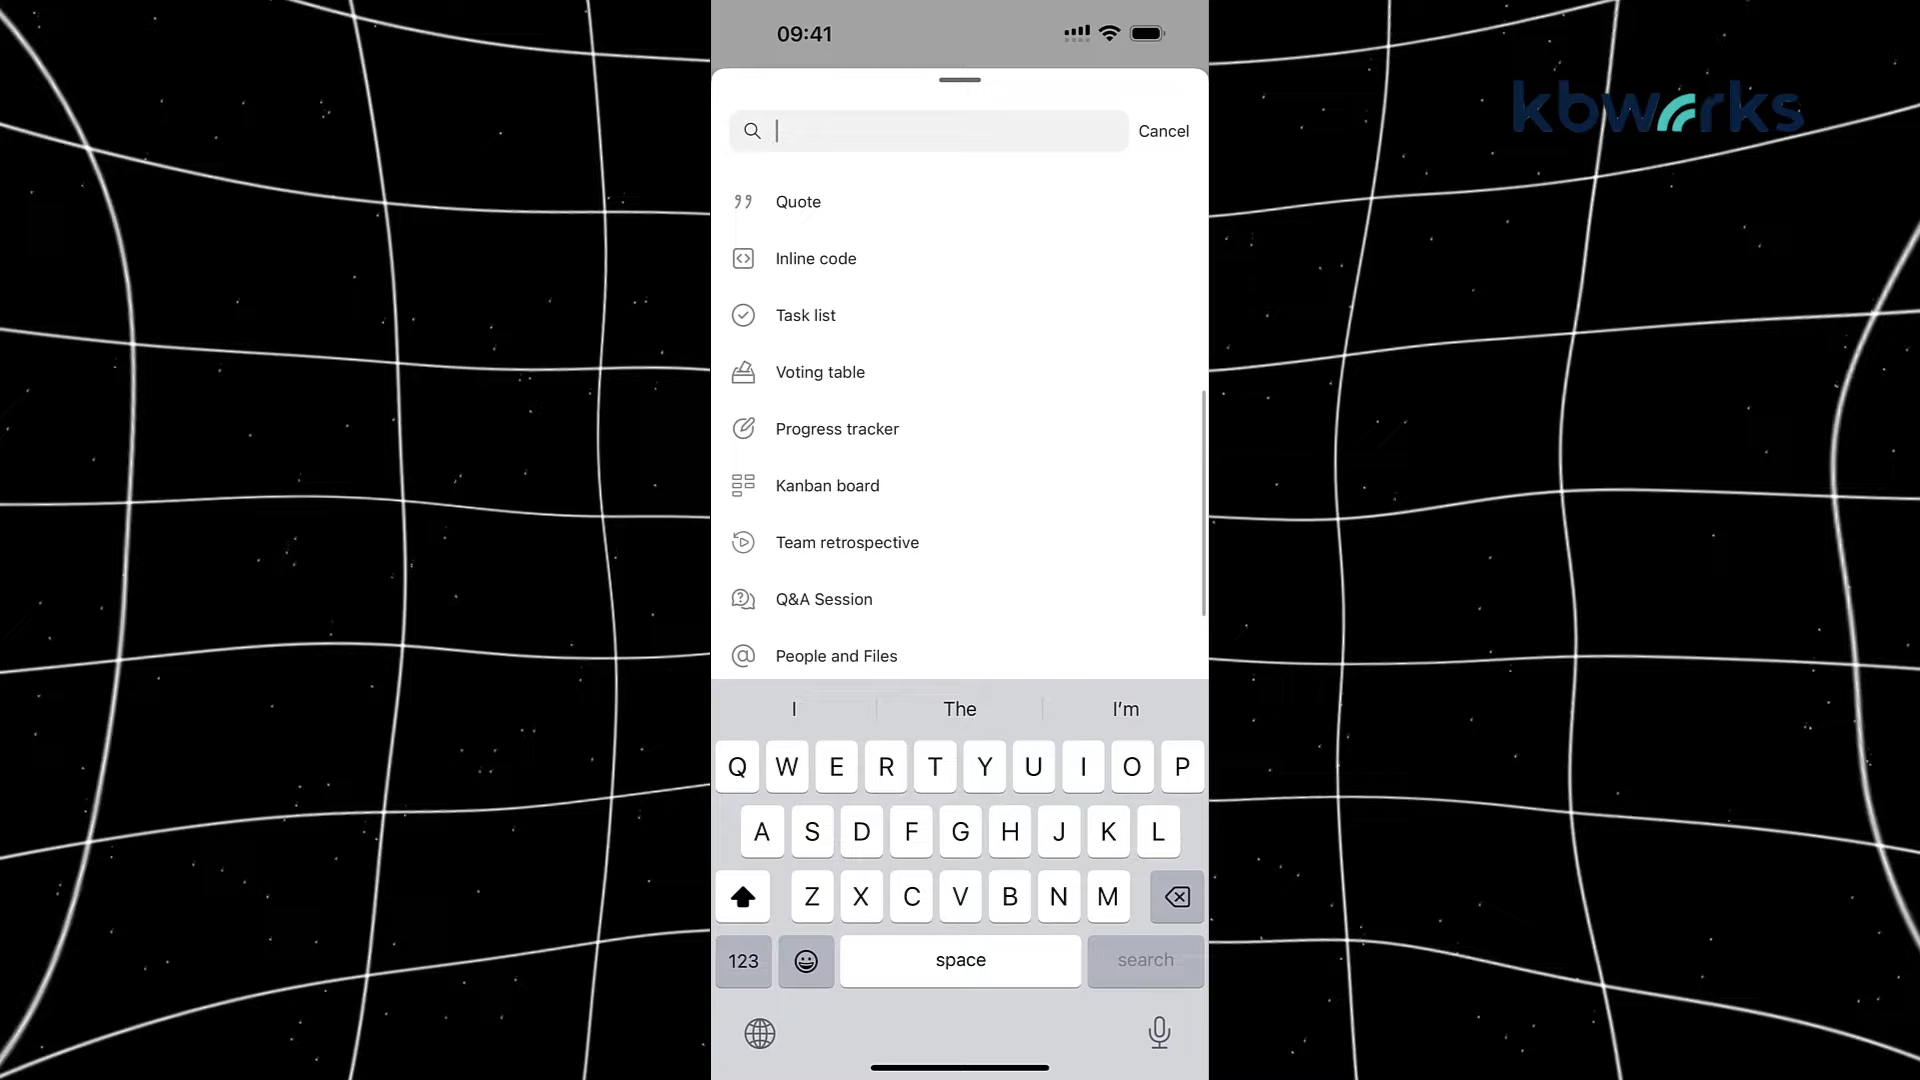 09:41
kbworks
Cancel
Quote
Inline code
Task list
Voting table
Progress tracker
Kanban board
Team retrospective
Q&A Session
People and Files
I The I'm
Q W E R T Y U I O P
A S D F G H J K L
Z X C V B N M
123 space search